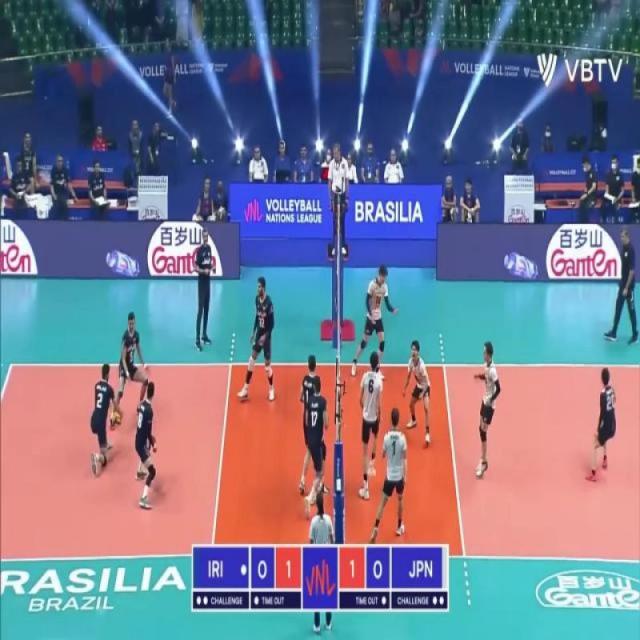 VOLLEYBALL
NATIONS LEAGUE
VOLLEYBALL
NATIONS LEAGUE
VBTV
VNL VOLLEYBALL
NATIONS LEAGUE
BRASILIA
百岁山
Ganten
百岁山
Ganten
2
17
6
1
IRI 0 1 VNL 1 0 JPN
CHALLENGE TIME OUT TIME OUT CHALLENGE
BRASILIA
BRAZIL
百岁山
Ganten